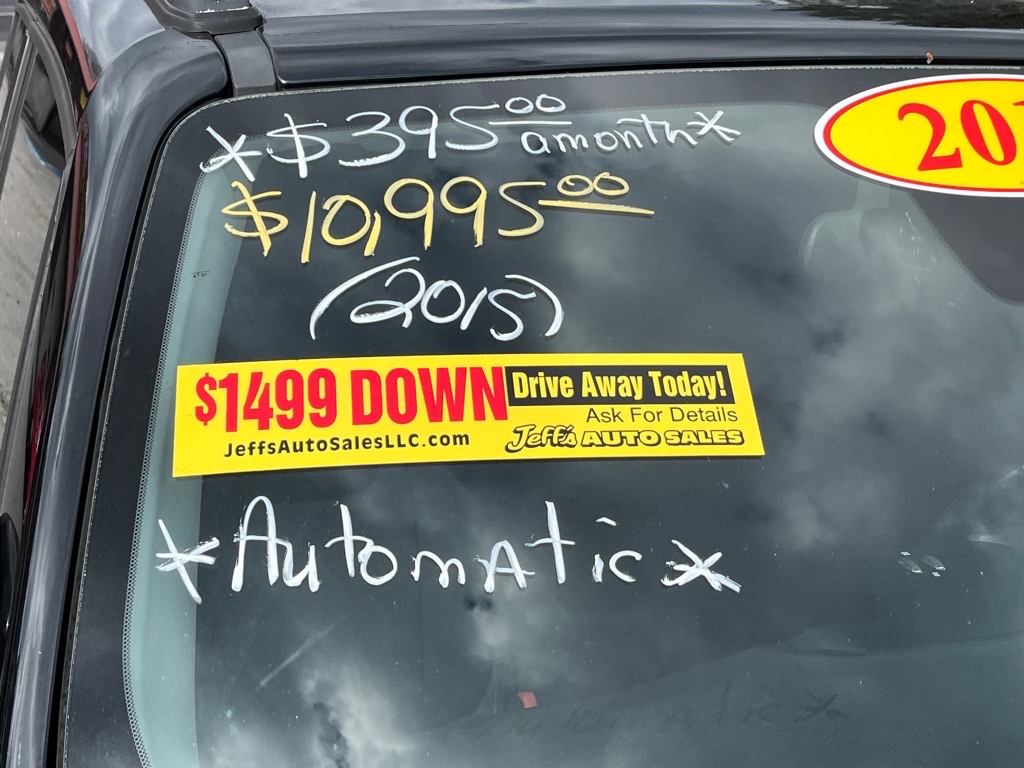 *$395.00 a month*
201
$10,995.00
(2015)
$1499 DOWN Drive Away Today!
Ask For Details
JeffsAutoSalesLLC.com Jeff's AUTO SALES
*Automatic*